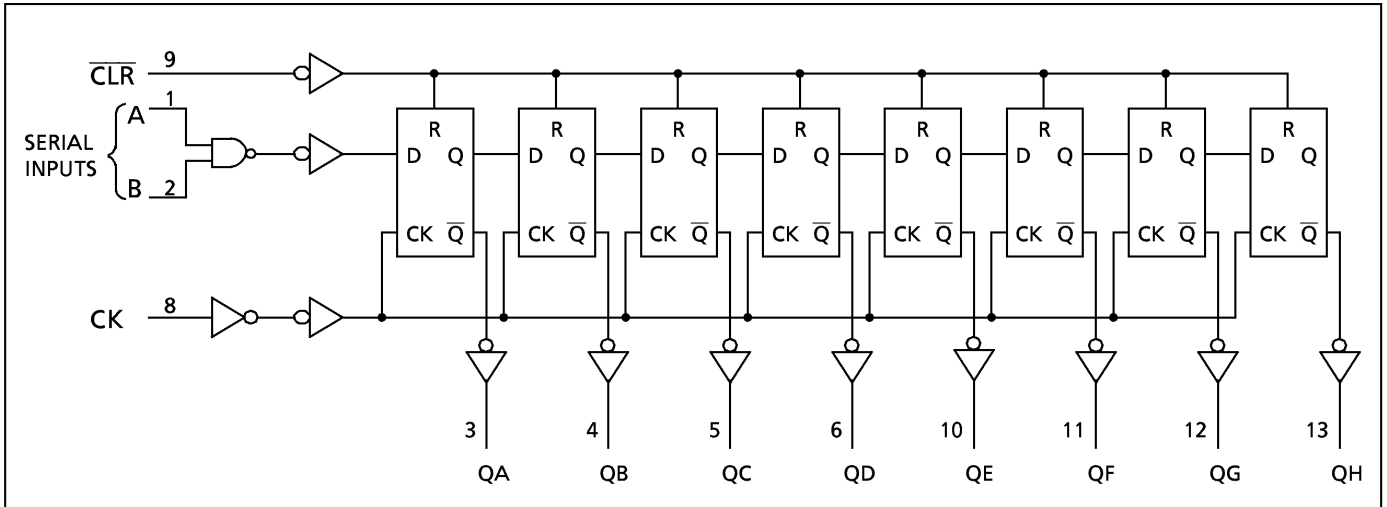 C̅L̅R̅ 9
SERIAL INPUTS
A 1
B 2
R R R R R R R R
D Q D Q D Q D Q D Q D Q D Q D Q
CK Q̅ CK Q̅ CK Q̅ CK Q̅ CK Q̅ CK Q̅ CK Q̅ CK Q̅
CK 8
3 4 5 6 10 11 12 13
QA QB QC QD QE QF QG QH